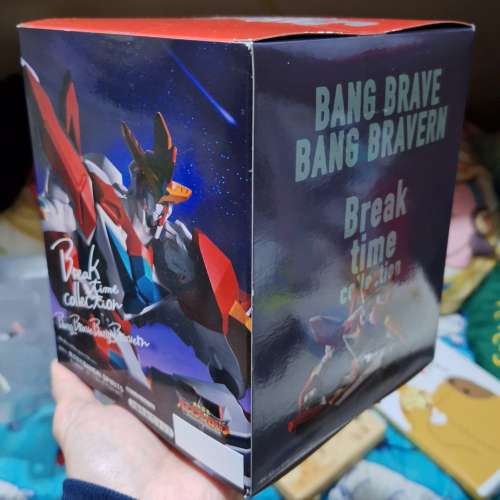 Break
time
collection
Bang Brave Bang Bravern
BANG BRAVE
BANG BRAVERN
Break
time
collection